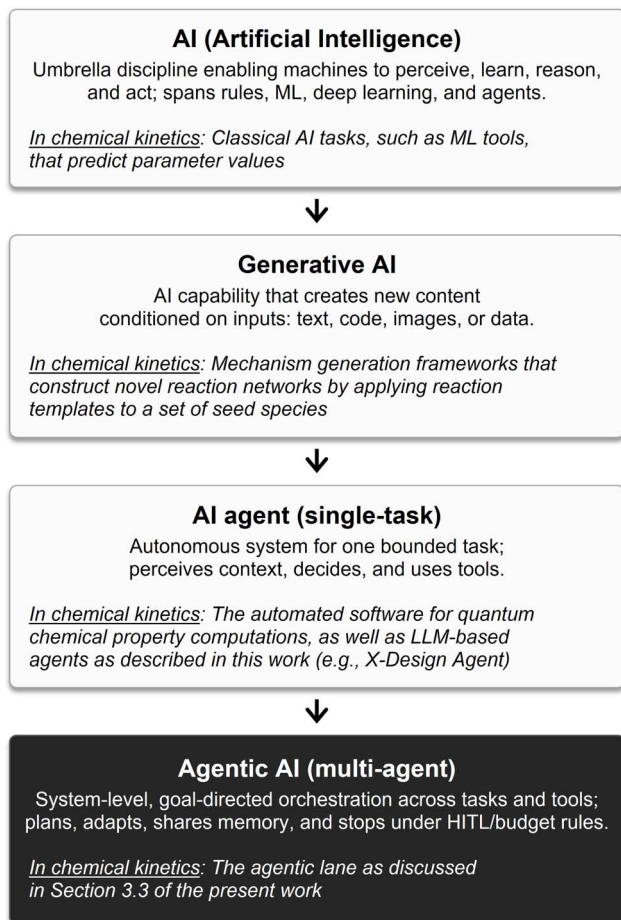 AI (Artificial Intelligence)
Umbrella discipline enabling machines to perceive, learn, reason,
and act; spans rules, ML, deep learning, and agents.
In chemical kinetics: Classical AI tasks, such as ML tools,
that predict parameter values
Generative AI
AI capability that creates new content
conditioned on inputs: text, code, images, or data.
In chemical kinetics: Mechanism generation frameworks that
construct novel reaction networks by applying reaction
templates to a set of seed species
AI agent (single-task)
Autonomous system for one bounded task;
perceives context, decides, and uses tools.
In chemical kinetics: The automated software for quantum
chemical property computations, as well as LLM-based
agents as described in this work (e.g., X-Design Agent)
Agentic AI (multi-agent)
System-level, goal-directed orchestration across tasks and tools;
plans, adapts, shares memory, and stops under HITL/budget rules.
In chemical kinetics: The agentic lane as discussed
in Section 3.3 of the present work